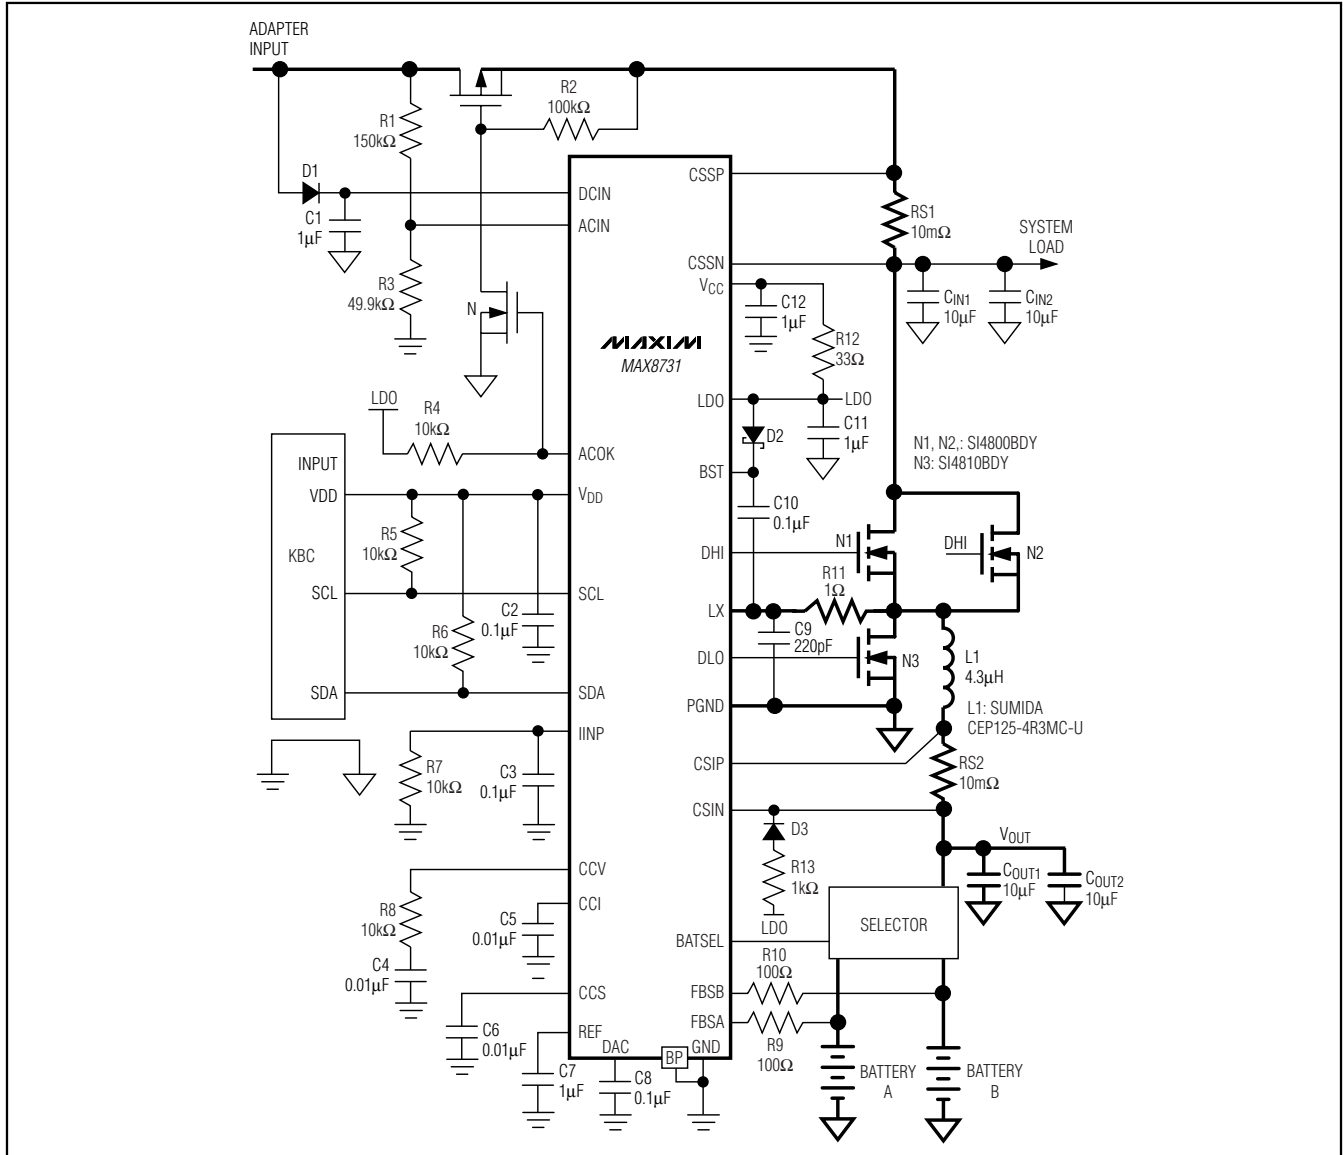 ADAPTER
INPUT
R1
150kΩ
R2
100kΩ
D1
C1
1µF
R3
49.9kΩ
N
DCIN
ACIN
MAXIM
MAX8731
CSSP
RS1
10mΩ
SYSTEM
LOAD
CSSN
VCC
C12
1µF
CIN1
10µF
CIN2
10µF
R12
33Ω
LDO
LDO
C11
1µF
D2
N1, N2,: SI4800BDY
N3: SI4810BDY
LDO
R4
10kΩ
ACOK
BST
C10
0.1µF
INPUT
VDD
VDD
R5
10kΩ
KBC
DHI
N1
DHI
N2
SCL
SCL
C2
0.1µF
R11
1Ω
LX
C9
220pF
R6
10kΩ
DLO
N3
L1
4.3µH
SDA
SDA
PGND
L1: SUMIDA
CEP125-4R3MC-U
IINP
R7
10kΩ
C3
0.1µF
CSIP
RS2
10mΩ
CSIN
D3
R13
1kΩ
LDO
VOUT
COUT1
10µF
COUT2
10µF
CCV
CCI
R8
10kΩ
C5
0.01µF
C4
0.01µF
SELECTOR
BATSEL
R10
100Ω
CCS
FBSB
C6
0.01µF
REF
FBSA
R9
100Ω
DAC
BP
GND
C7
1µF
C8
0.1µF
BATTERY
A
BATTERY
B